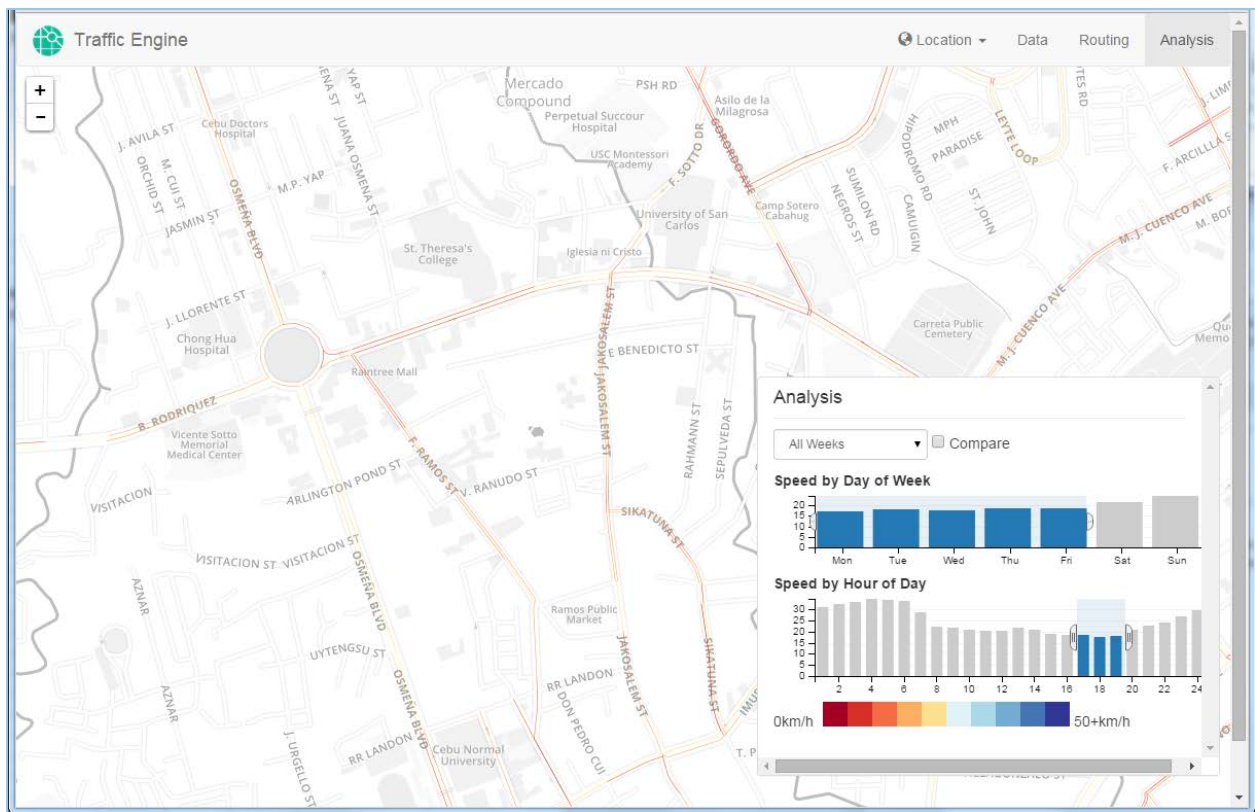 Traffic Engine
Location
Data
Routing
Analysis
+
-
YAP ST
JUANA OSMENA ST
Mercado
Compound
PSH RD
Perpetual Succour
Hospital
Asilo de la
Milagrosa
USC Montessori
Academy
GORORDO AVE
F. SOTTO DR
J. AVILA ST
Cebu Doctors
Hospital
ORCHID ST
M. CUI ST
M.P. YAP
JASMIN ST
OSMEÑA BLVD
HIPODROMO RD
MPH
PARADISE
LEYTE LOOP
F. ARCILLLA S
SUMILON RD
NEGROS ST
CAMUIGIN
ST. JOHN
M. J. CUENCO AVE
M. BOR
University of San
Carlos
Camp Sotero
Cabahug
St. Theresa's
College
Iglesia ni Cristo
J. LLORENTE ST
Chong Hua
Hospital
Raintree Mall
J JAKOSALEM ST
JAKOSALEM ST
E BENEDICTO ST
Carreta Public
Cemetery
M. J. CUENCO AVE
Memo
B. RODRIQUEZ
Vicente Sotto
Memorial
Medical Center
F. RAMOS ST
RAHMANN ST
SEPULVEDA ST
ARLINGTON POND ST
V. RANUDO ST
VISITACION
SIKATUNA ST
VISITACION ST
VISITACION ST
OSMEÑA BLVD
AZNAR
Ramos Public
Market
UYTENGSU ST
JAKOSALEM ST
SIKATUNA ST
AZNAR
OSMEÑA BLVD
RR LANDON
DON PEDRO CUI
J. URGELLO ST
RR LANDON
Cebu Normal
University
Analysis
All Weeks
Compare
Speed by Day of Week
20
15
10
5
0
Mon Tue Wed Thu Fri Sat Sun
Speed by Hour of Day
30
25
20
15
10
5
0
2 4 6 8 10 12 14 16 18 20 22 24
0km/h
50+km/h